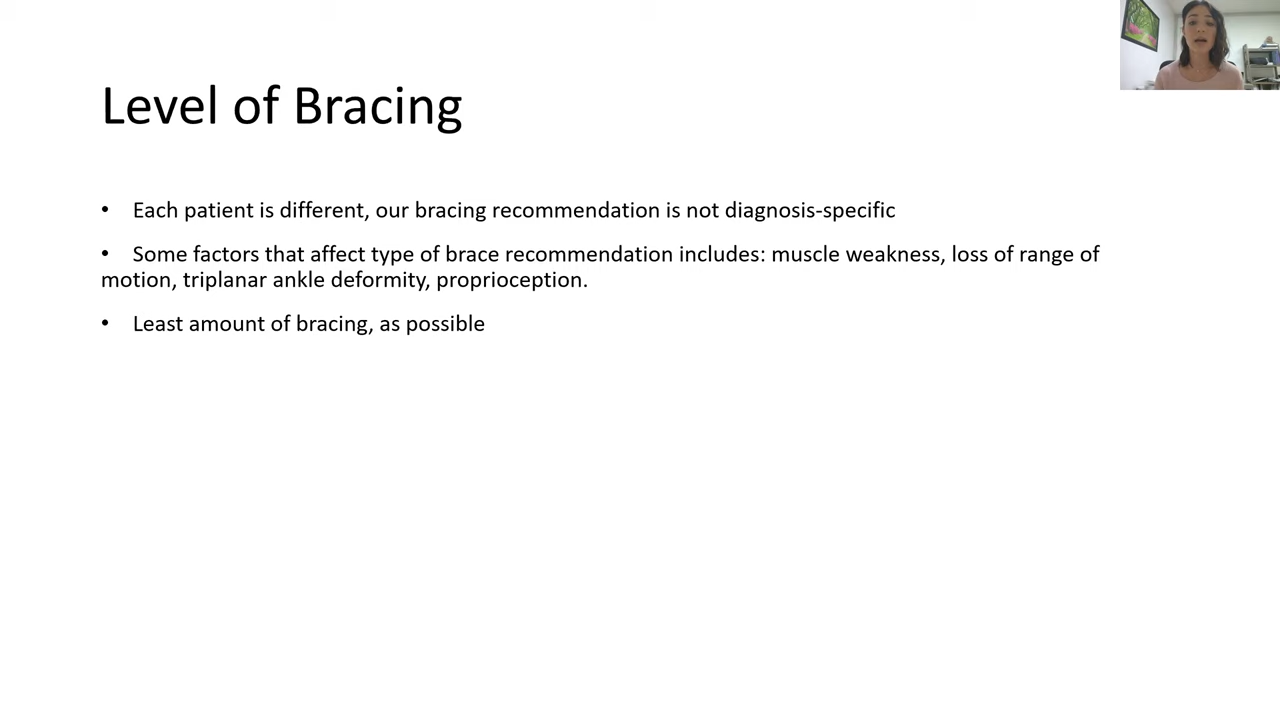 Level of Bracing
• Each patient is different, our bracing recommendation is not diagnosis-specific
• Some factors that affect type of brace recommendation includes: muscle weakness, loss of range of
motion, triplanar ankle deformity, proprioception.
• Least amount of bracing, as possible